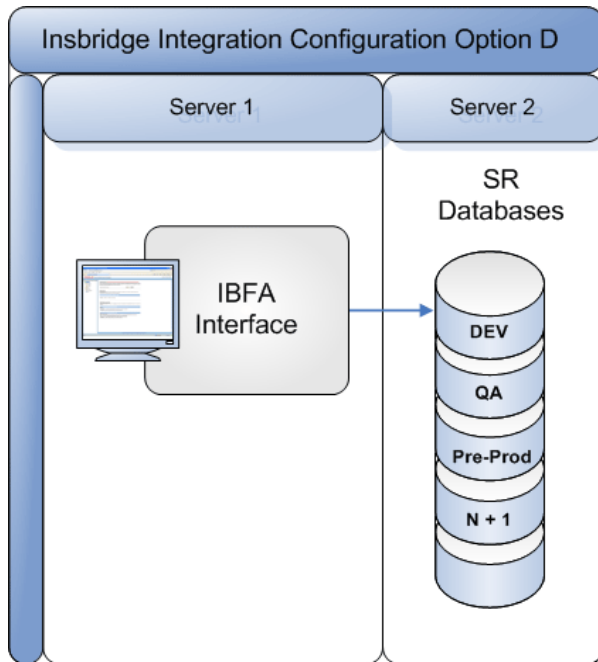 Insbridge Integration Configuration Option D
Server 1
Server 2
SR
Databases
IBFA
Interface
DEV
QA
Pre-Prod
N + 1